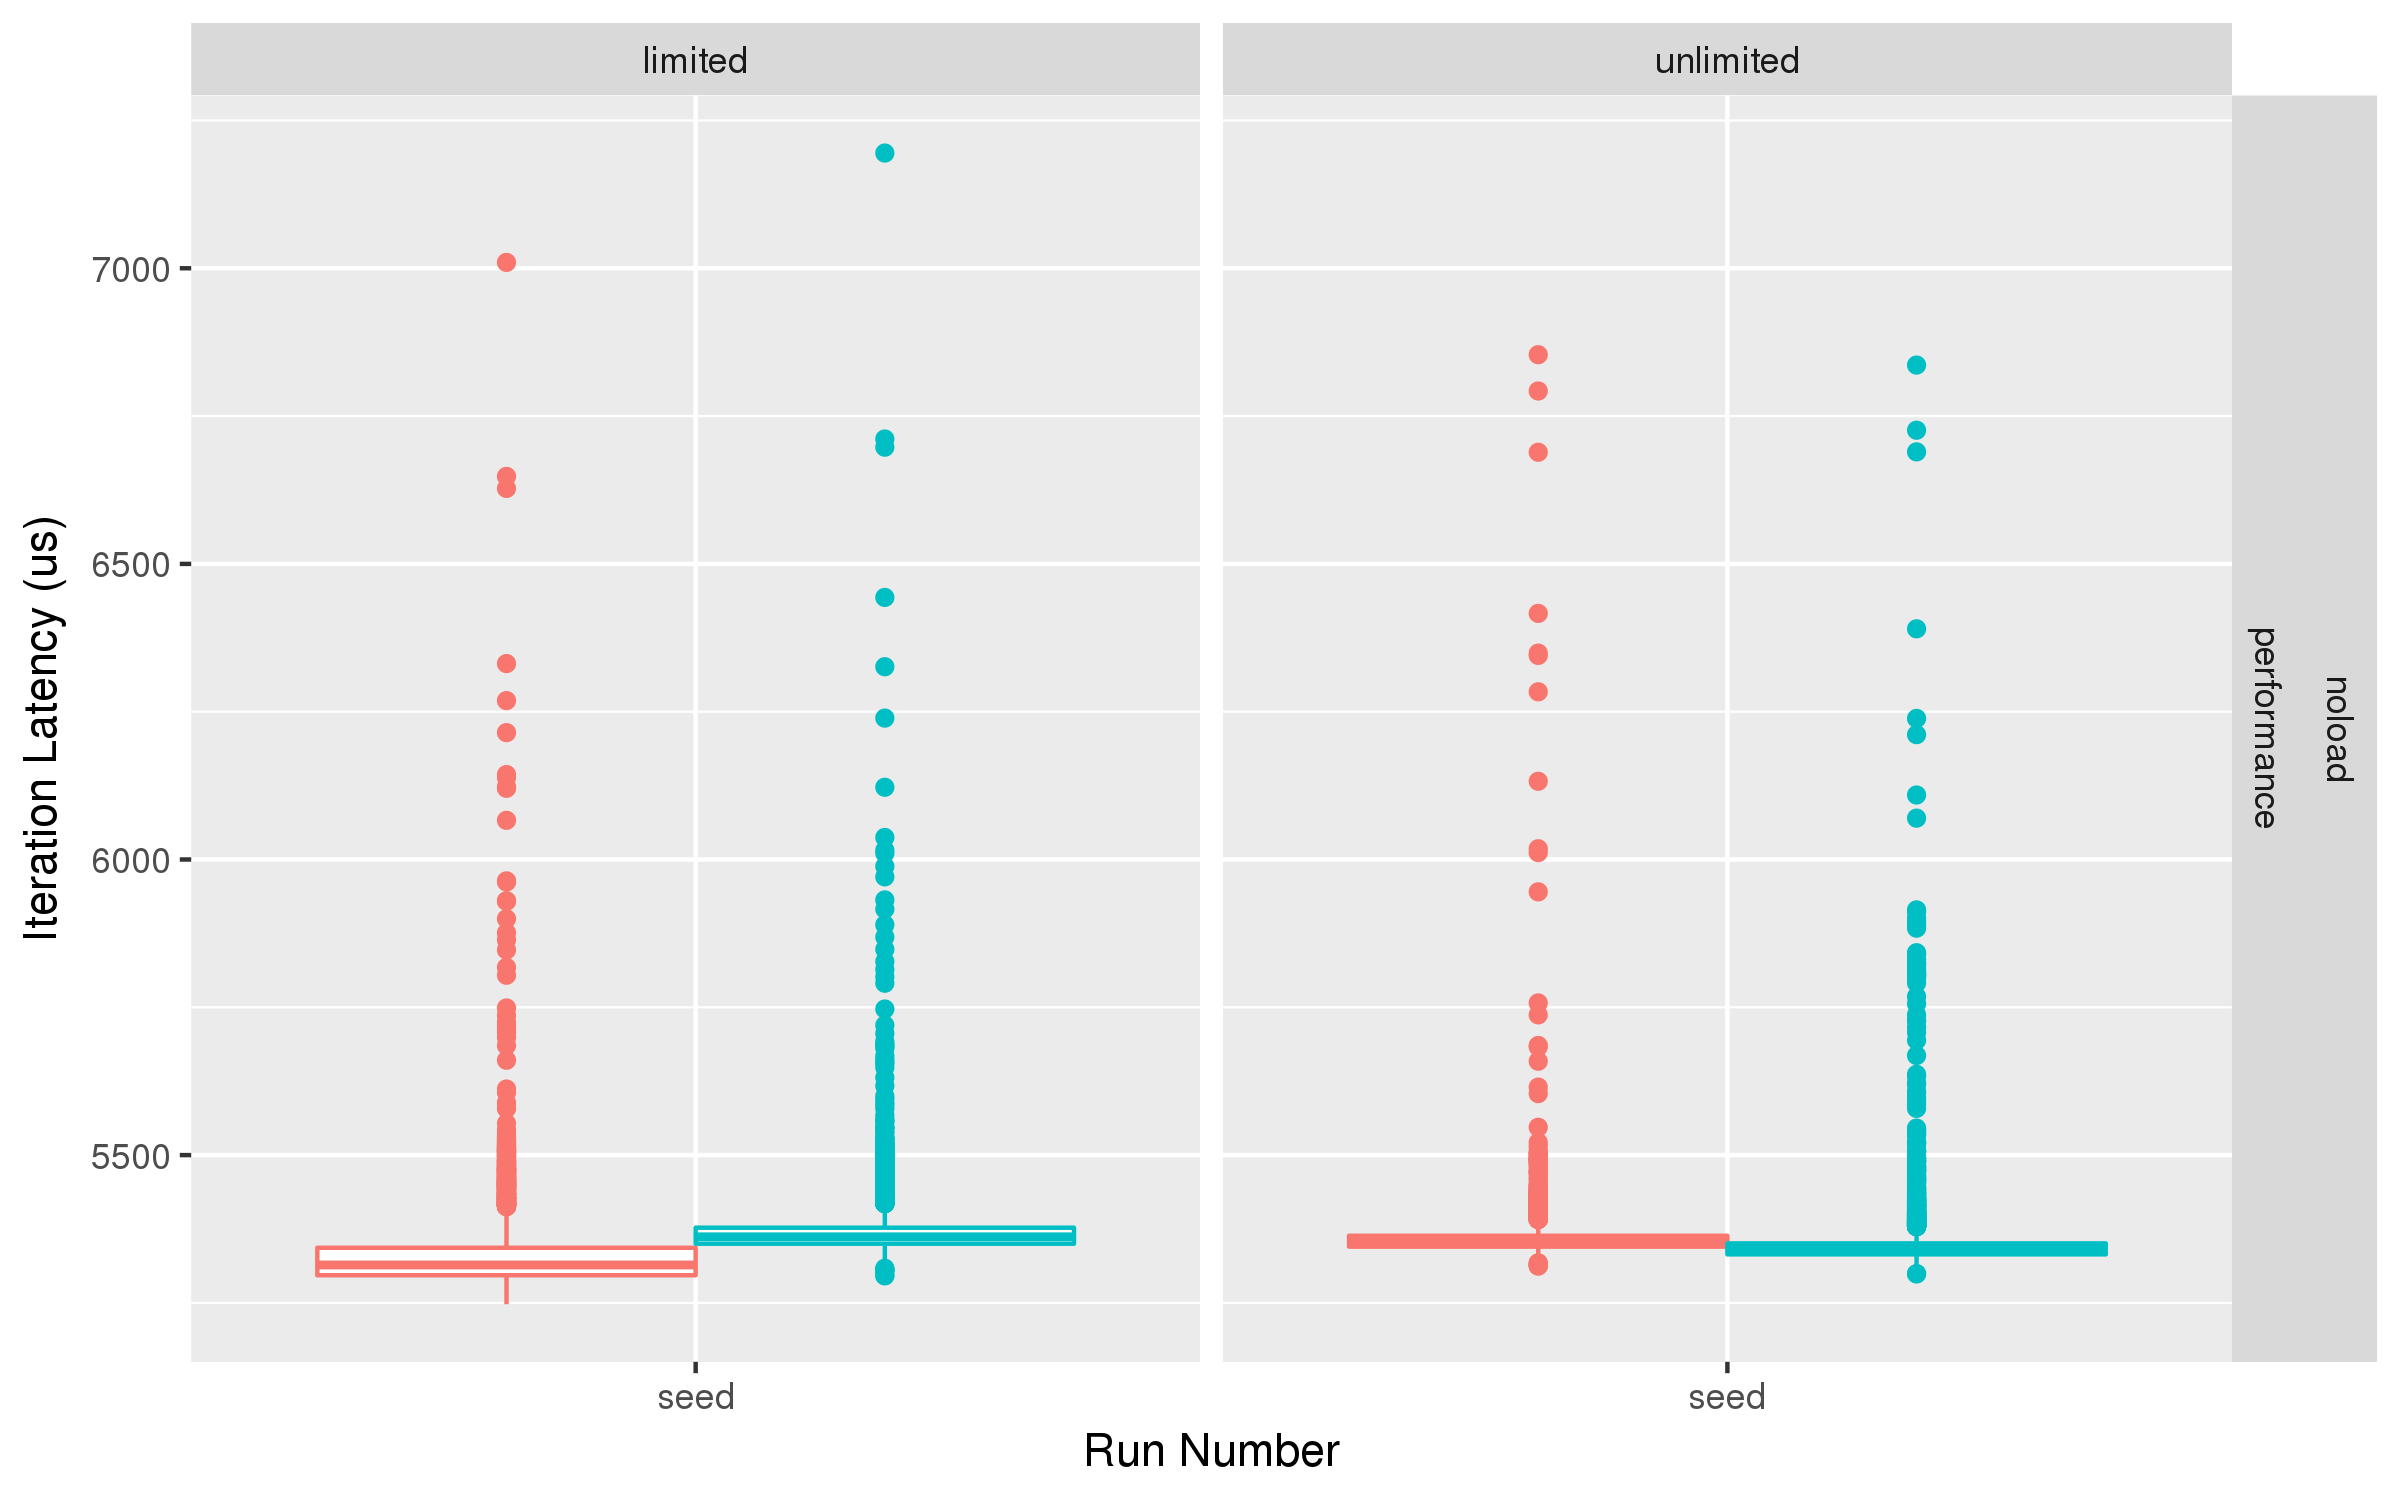 limited
unlimited
7000
6500
6000
5500
Iteration Latency (us)
performance
noload
seed
seed
Run Number